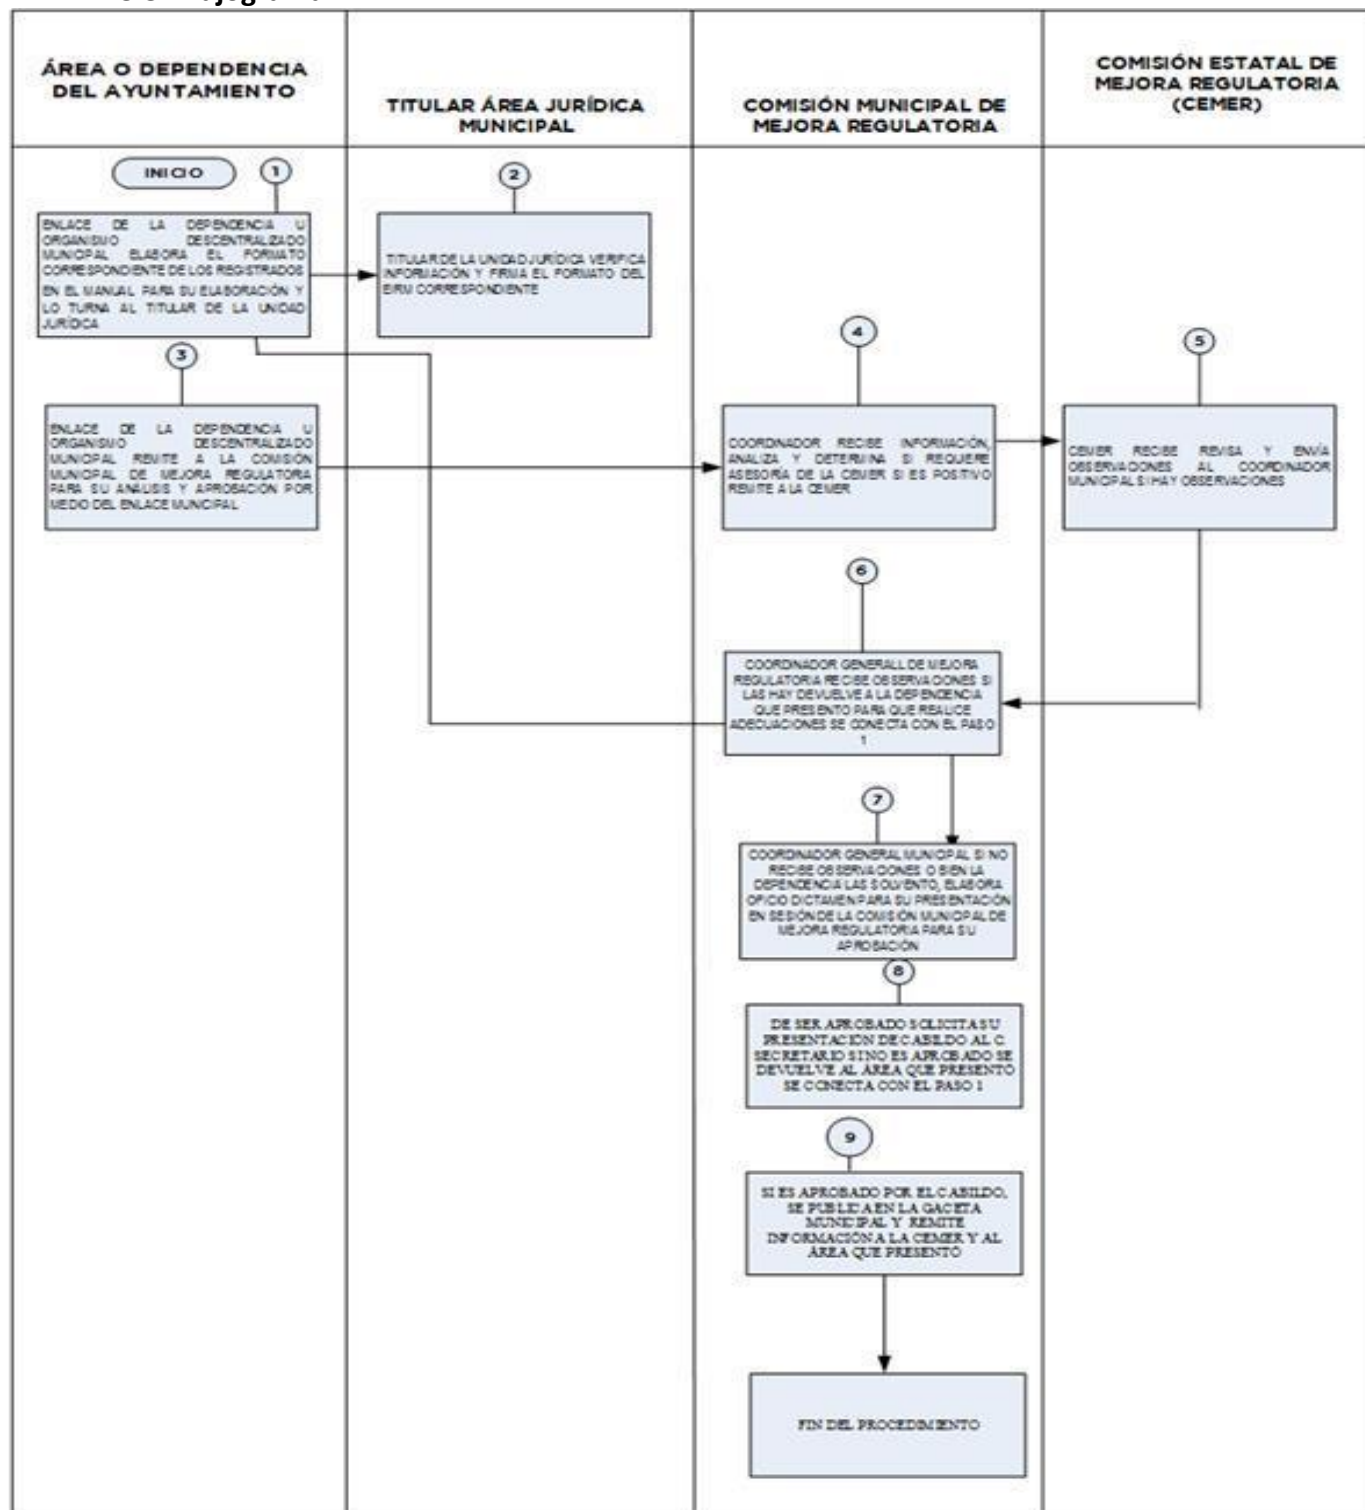 ÁREA O DEPENDENCIA
DEL AYUNTAMIENTO
TITULAR ÁREA JURÍDICA
MUNICIPAL
COMISIÓN MUNICIPAL DE
MEJORA REGULATORIA
COMISIÓN ESTATAL DE
MEJORA REGULATORIA
(CEMER)
INICIO
1
ENLACE DE LA DEPENDENCIA U
ORGANISMO DESCENTRALIZADO
MUNICIPAL ELABORA EL FORMATO
CORRESPONDIENTE DE LOS REGISTRADOS
EN EL MANUAL PARA SU ELABORACIÓN Y
LO TURNA AL TITULAR DE LA UNIDAD
JURÍDICA
2
TITULAR DE LA UNIDAD JURÍDICA VERIFICA
INFORMACIÓN Y FIRMA EL FORMATO DEL
EIRM CORRESPONDIENTE
3
ENLACE DE LA DEPENDENCIA U
ORGANISMO DESCENTRALIZADO
MUNICIPAL REMITE A LA COMISIÓN
MUNICIPAL DE MEJORA REGULATORIA
PARA SU ANÁLISIS Y APROBACIÓN POR
MEDIO DEL ENLACE MUNICIPAL
4
COORDINADOR RECIBE INFORMACIÓN,
ANALIZA Y DETERMINA SI REQUIERE
ASESORÍA DE LA CEMER SI ES POSITIVO
REMITE A LA CEMER
5
CEMER RECIBE REVISA Y ENVÍA
OBSERVACIONES AL COORDINADOR
MUNICIPAL SI HAY OBSERVACIONES
6
COORDINADOR GENERALL DE MEJORA
REGULATORIA RECIBE OBSERVACIONES SI
LAS HAY DEVUELVE A LA DEPENDENCIA
QUE PRESENTO PARA QUE REALICE
ADECUACIONES SE CONECTA CON EL PASO
1
7
COORDINADOR GENERAL MUNICIPAL SI NO
RECIBE OBSERVACIONES O BIEN LA
DEPENDENCIA LAS SOLVENTO, ELABORA
OFICIO DICTAMEN PARA SU PRESENTACIÓN
EN SESIÓN DE LA COMISIÓN MUNICIPAL DE
MEJORA REGULATORIA PARA SU
APROBACIÓN
8
DE SER APROBADO SOLICITA SU
PRESENTACIÓN DE CABILDO AL C.
SECRETARIO SI NO ES APROBADO SE
DEVUELVE AL ÁREA QUE PRESENTO
SE CONECTA CON EL PASO 1
9
SI ES APROBADO POR EL CABILDO,
SE PUBLICA EN LA GACETA
MUNICIPAL Y REMITE
INFORMACIÓN A LA CEMER Y AL
ÁREA QUE PRESENTÓ
FIN DEL PROCEDIMIENTO